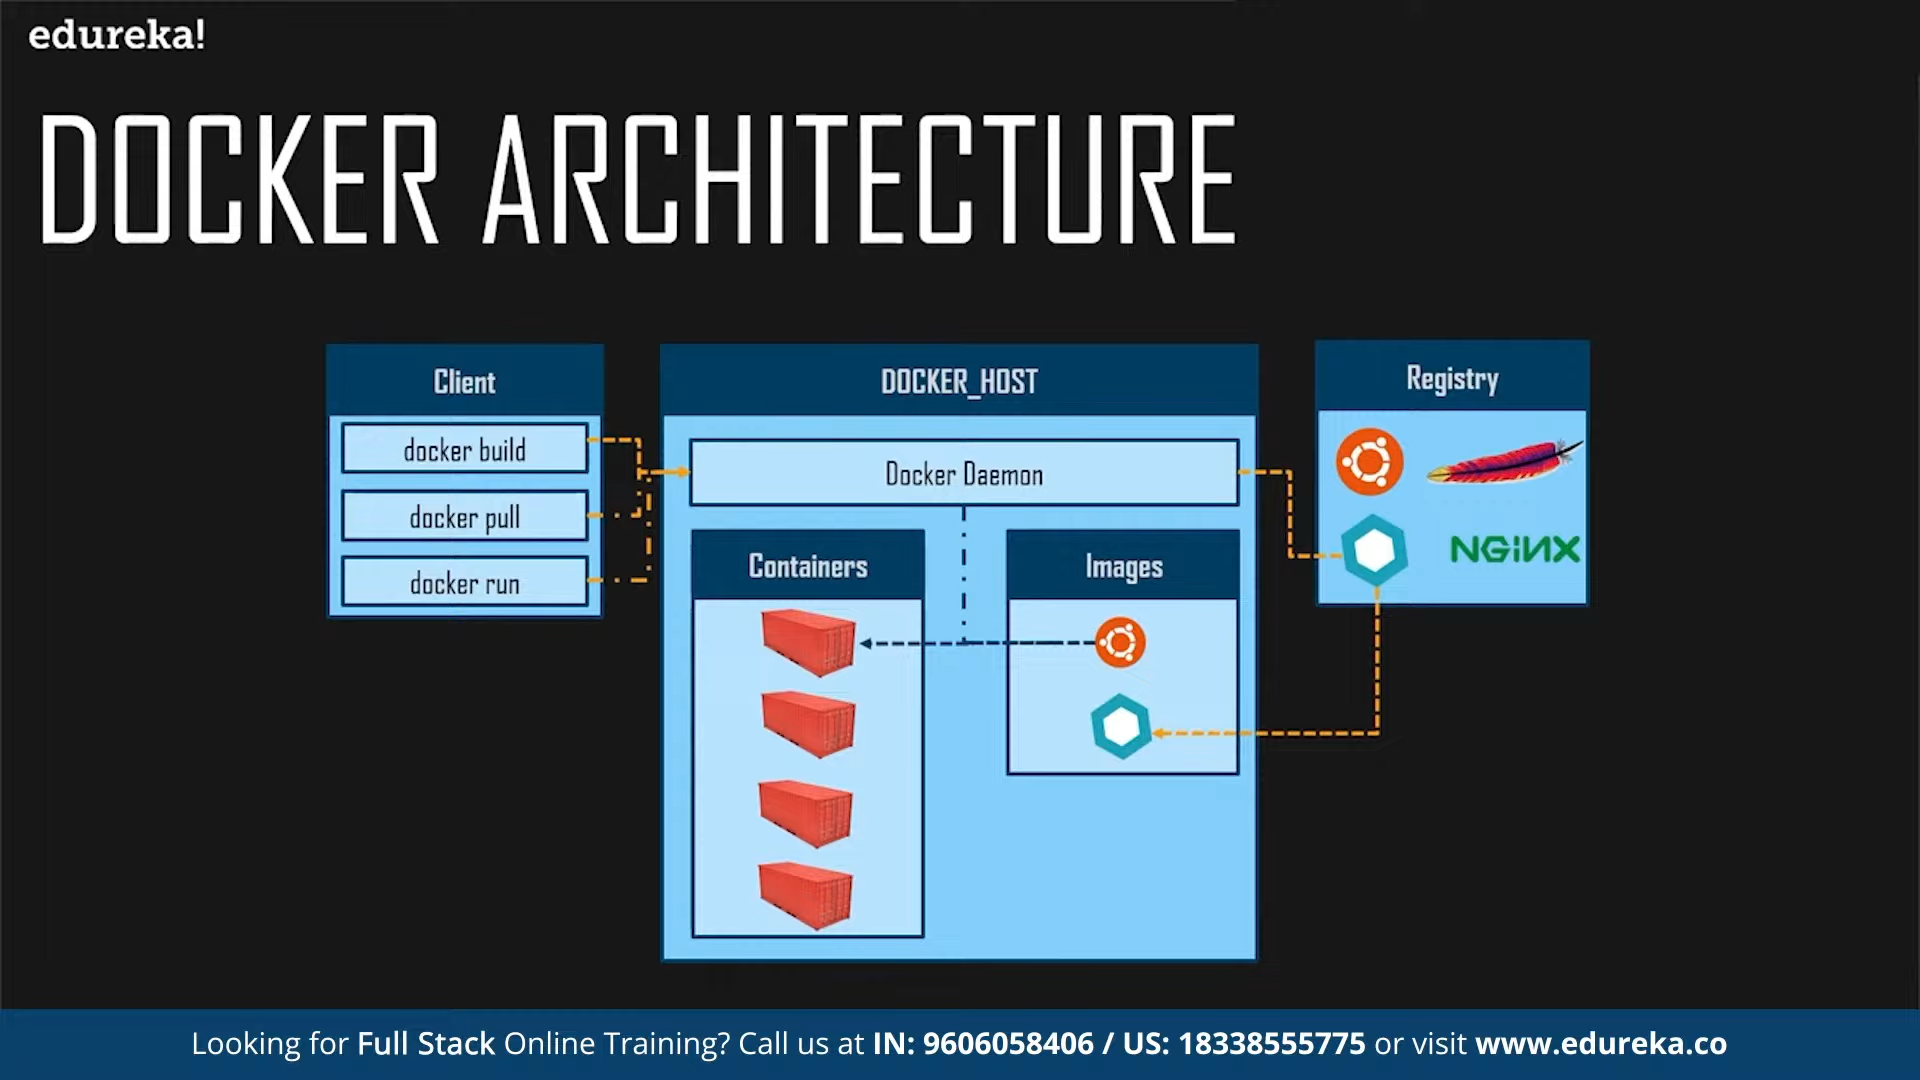 edureka!
DOCKER ARCHITECTURE
Client
docker build
docker pull
docker run
DOCKER_HOST
Docker Daemon
Containers
Images
Registry
NGINX
Looking for Full Stack Online Training? Call us at IN: 9606058406 / US: 18338555775 or visit www.edureka.co